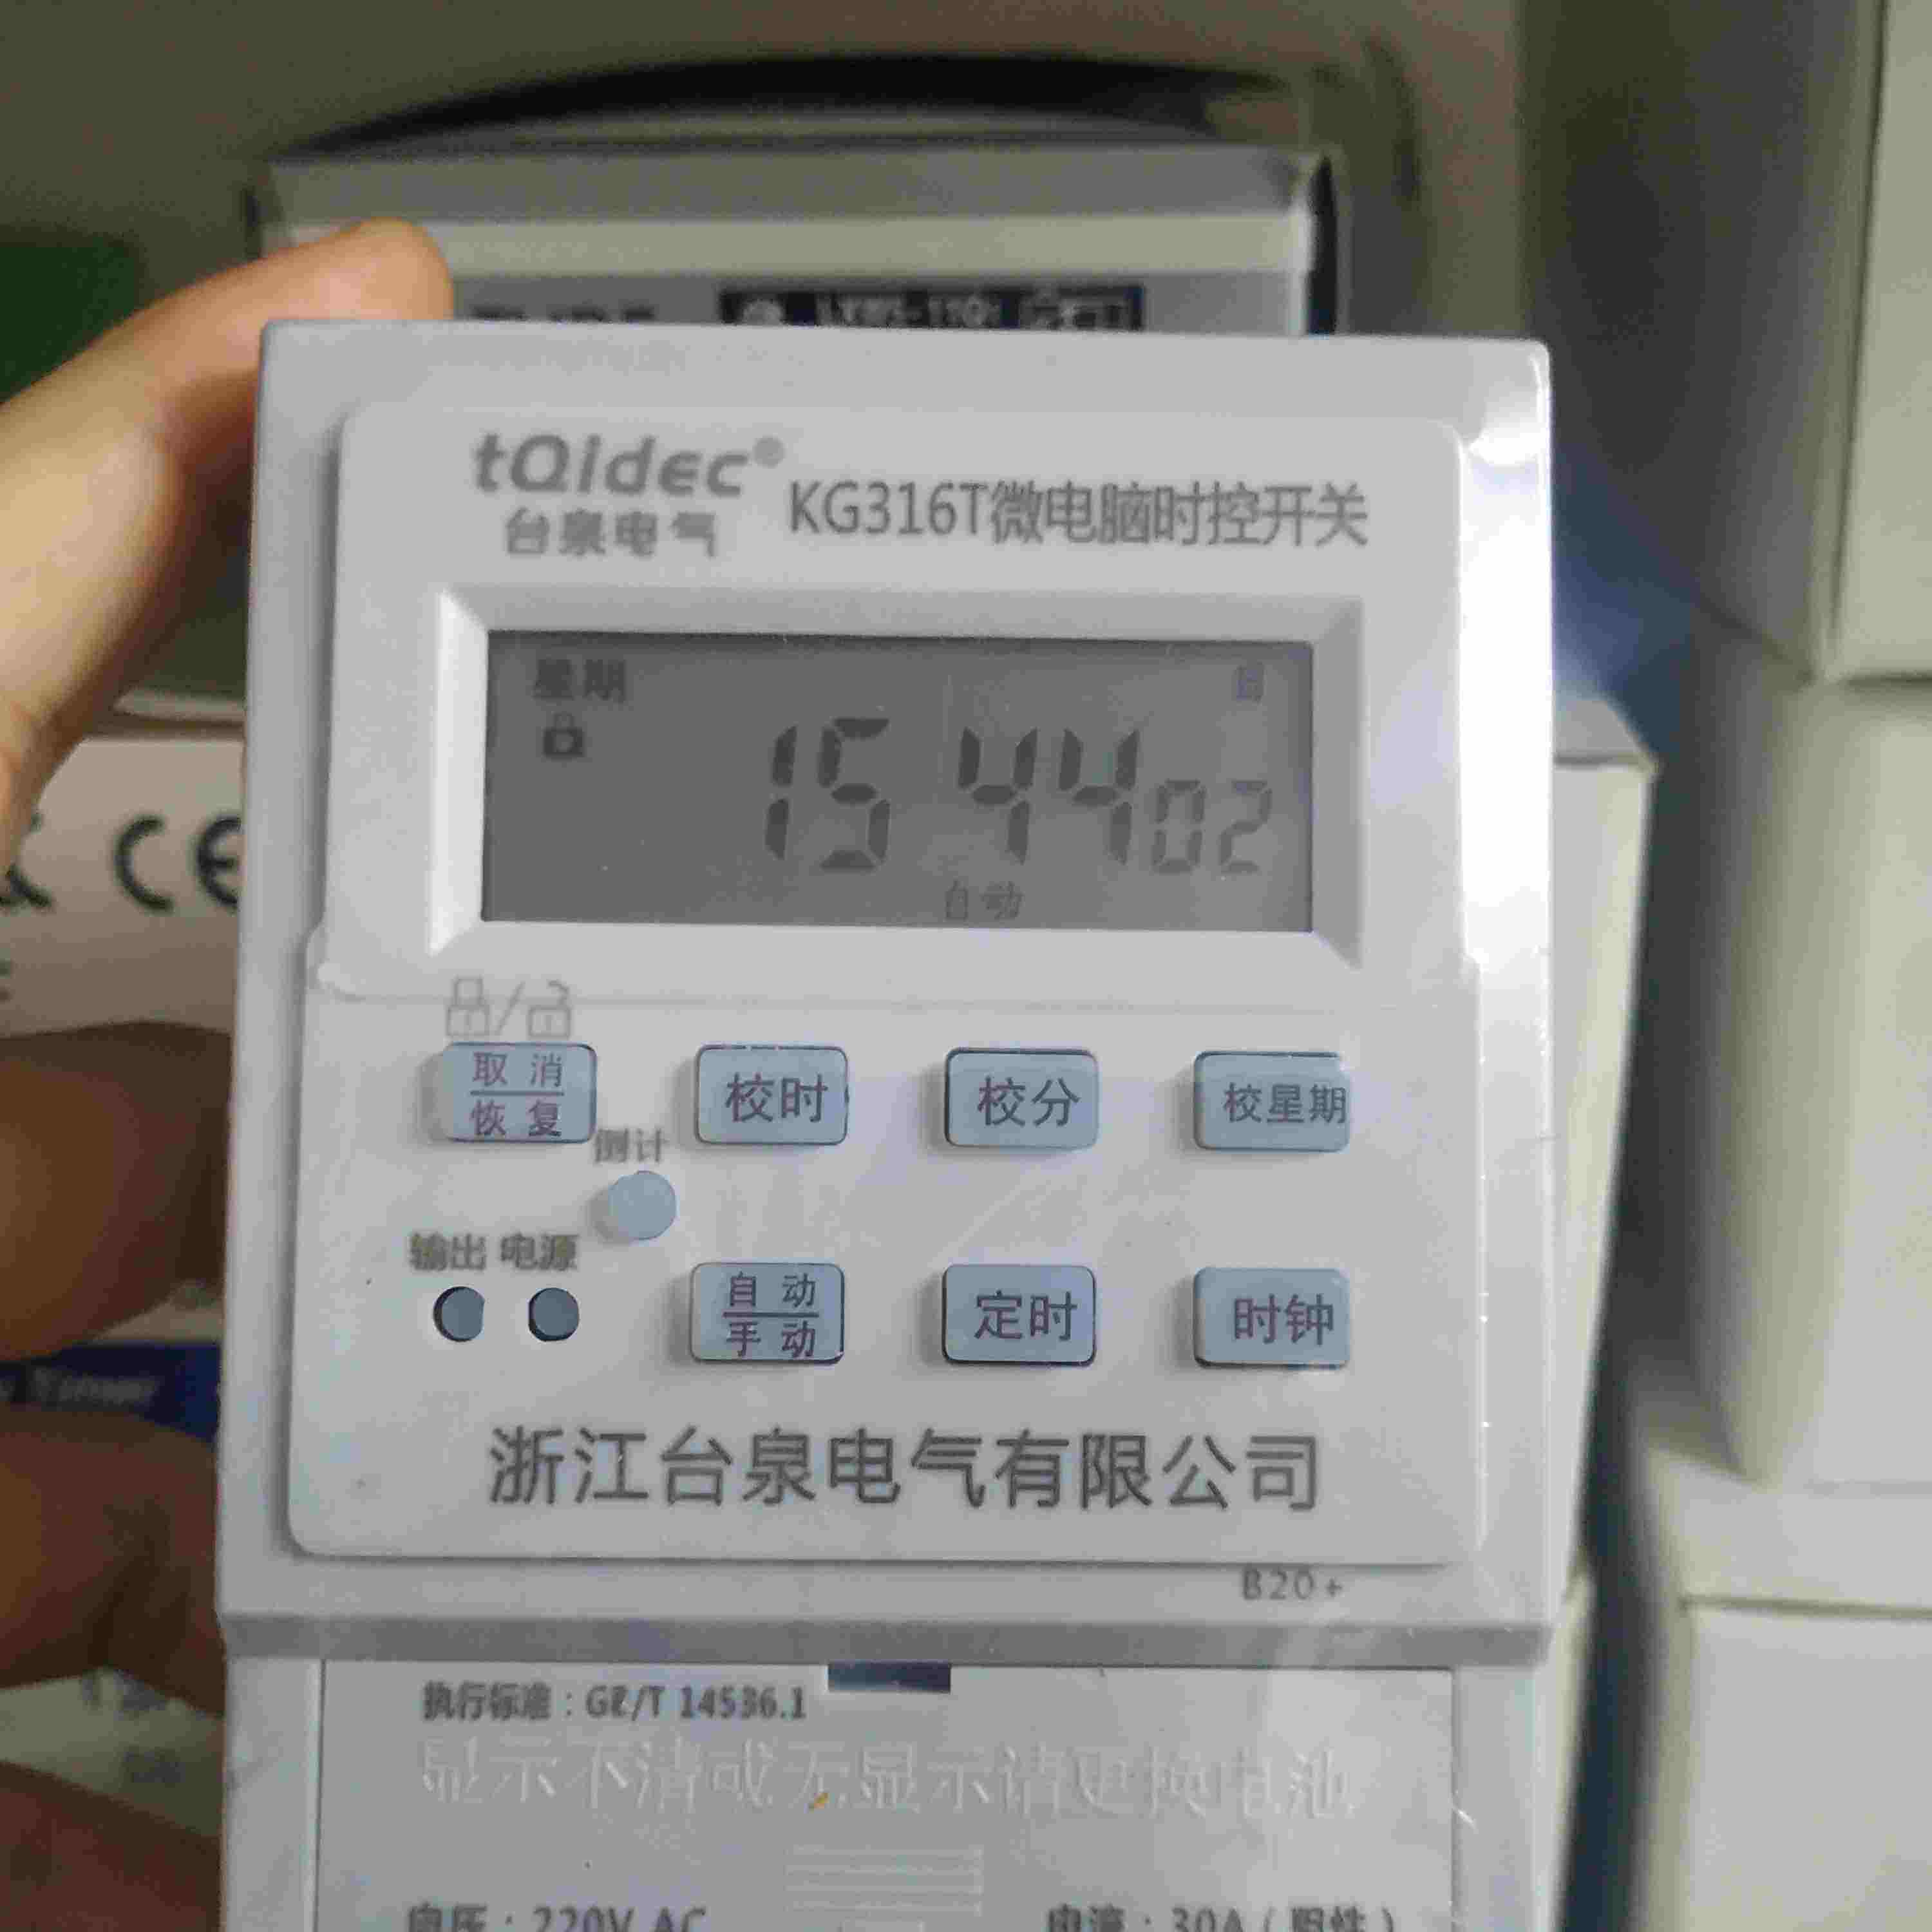 tQidec®
台泉电气
KG316T微电脑时控开关
星期 日
15 44 02
自动
取消
恢复
校时
校分
校星期
倒计
输出 电源
自动
手动
定时
时钟
浙江台泉电气有限公司
B20+
执行标准:GB/T 14536.1
显示不清或无显示请更换电池
电压:220V AC
电流:30A(阻性)
CE
Timer